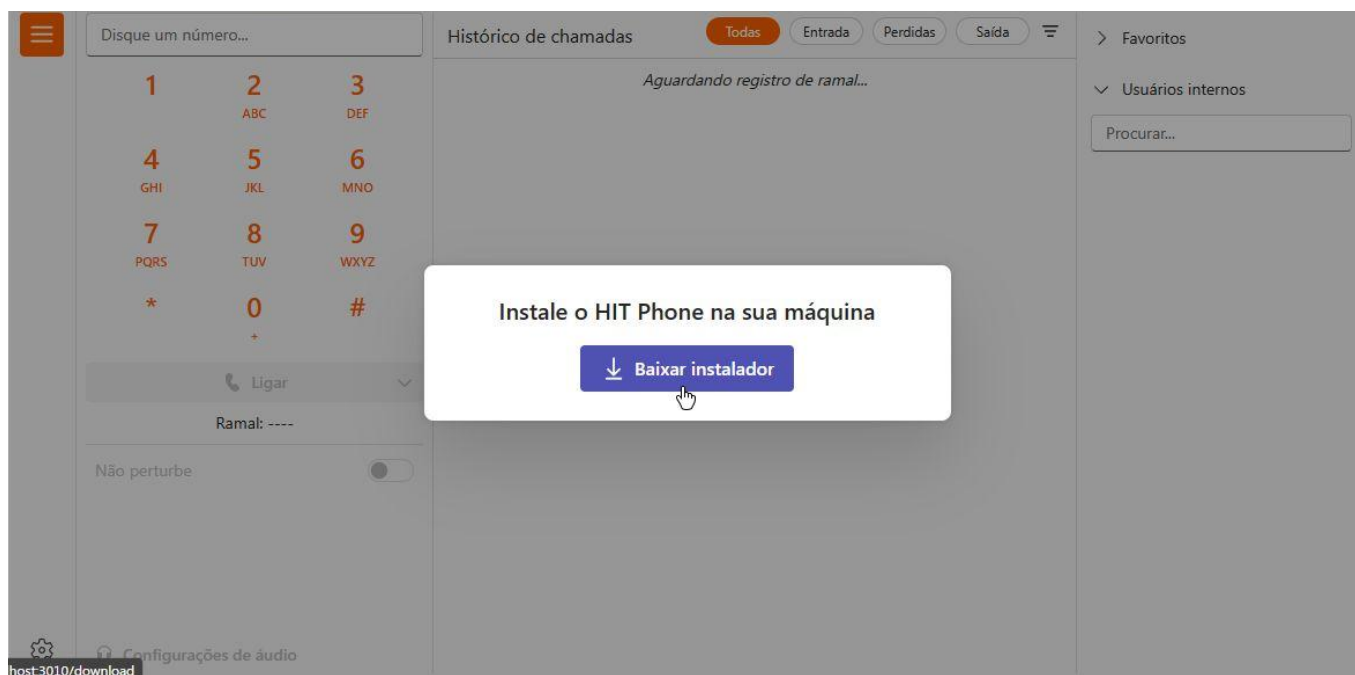 Disque um número...
1
2
ABC
3
DEF
4
GHI
5
JKL
6
MNO
7
PQRS
8
TUV
9
WXYZ
*
0
+
#
Ligar
Ramal: ----
Não perturbe
Configurações de áudio
host:3010/download
Histórico de chamadas
Todas
Entrada
Perdidas
Saída
Aguardando registro de ramal...
Instale o HIT Phone na sua máquina
Baixar instalador
Favoritos
Usuários internos
Procurar...